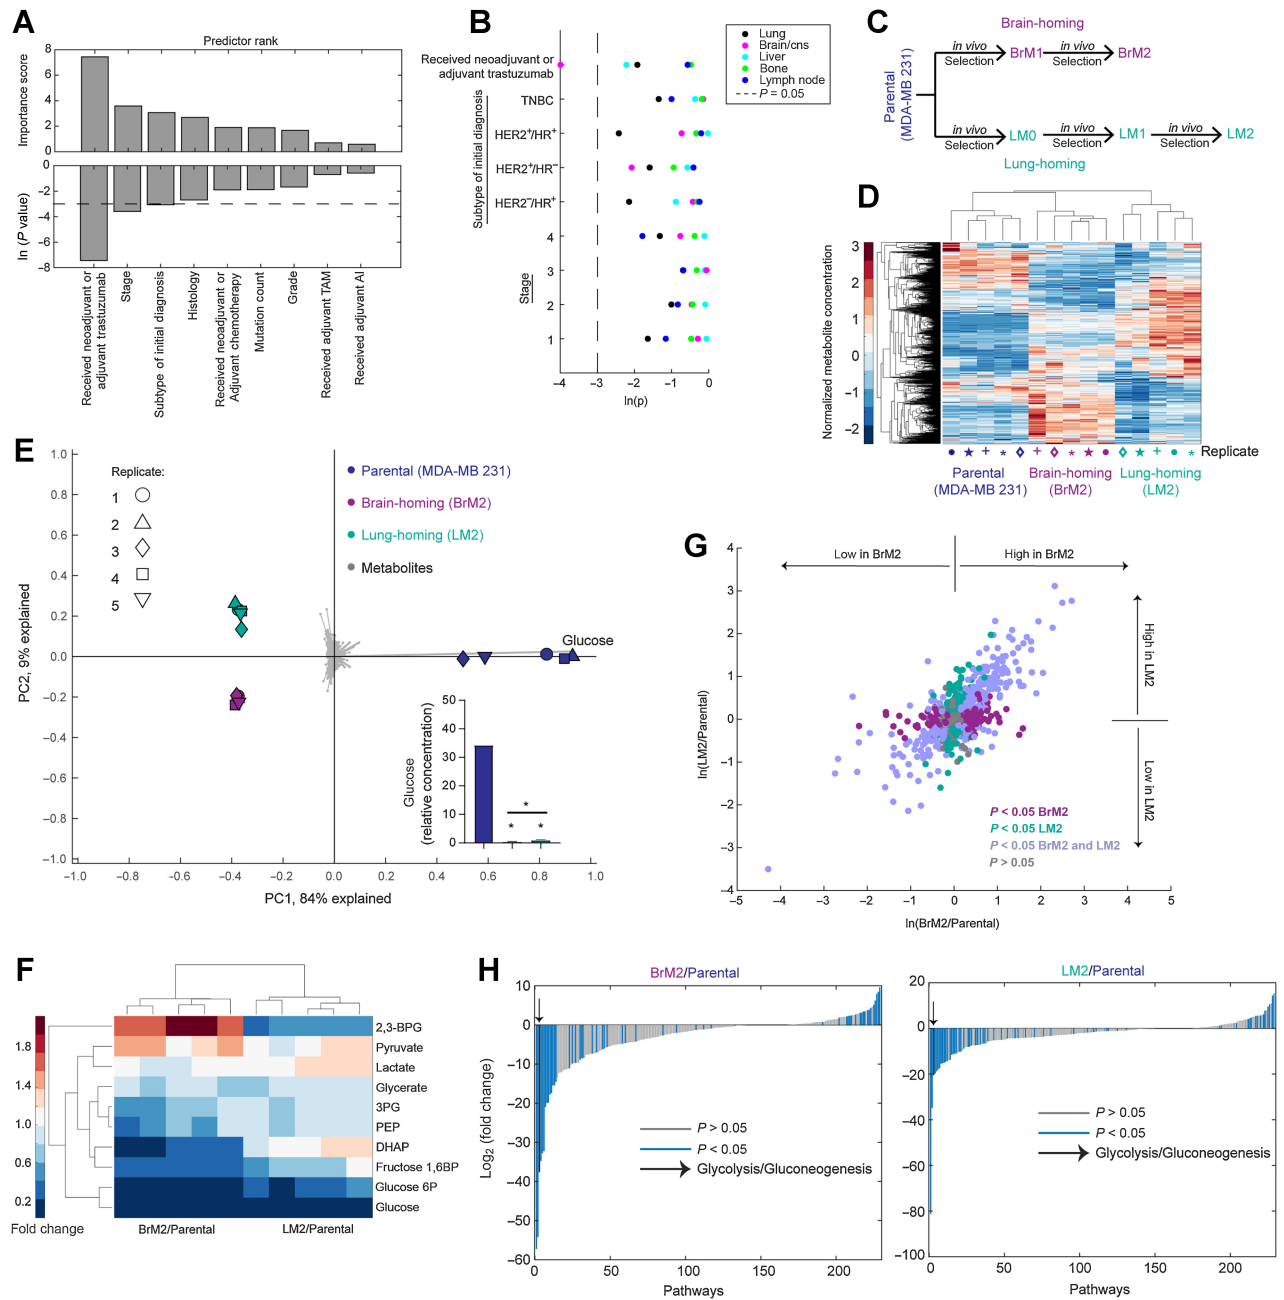 A
Predictor rank
Importance score
8
6
4
2
0
0
−2
−4
−6
−8
ln (P value)
Received neoadjuvant or
adjuvant trastuzumab
Stage
Subtype of initial diagnosis
Histology
Received neoadjuvant or
Adjuvant chemotherapy
Mutation count
Grade
Received adjuvant TAM
Received adjuvant AI
B
Lung
Brain/cns
Liver
Bone
Lymph node
P = 0.05
Received neoadjuvant or
adjuvant trastuzumab
Subtype of initial diagnosis
TNBC
HER2+/HR+
HER2+/HR−
HER2−/HR+
Stage
4
3
2
1
−4
−3
−2
−1
0
ln(p)
C
Brain-homing
Parental
(MDA-MB 231)
in vivo
Selection
BrM1
in vivo
Selection
BrM2
in vivo
Selection
LM0
in vivo
Selection
LM1
in vivo
Selection
LM2
Lung-homing
D
Normalized metabolite concentration
3
2
1
0
−1
−2
Replicate
Parental
(MDA-MB 231)
Brain-homing
(BrM2)
Lung-homing
(LM2)
E
Replicate:
1
2
3
4
5
Parental (MDA-MB 231)
Brain-homing (BrM2)
Lung-homing (LM2)
Metabolites
PC2, 9% explained
1.0
0.8
0.6
0.4
0.2
0.0
−0.2
−0.4
−0.6
−0.8
−1.0
Glucose
Glucose
(relative concentration)
50
40
30
20
10
0
*
*
*
−1.0
−0.8
−0.6
−0.4
−0.2
0.0
0.2
0.4
0.6
0.8
1.0
PC1, 84% explained
G
Low in BrM2
High in BrM2
High in LM2
Low in LM2
ln(LM2/Parental)
4
3
2
1
0
−1
−2
−3
−4
P < 0.05 BrM2
P < 0.05 LM2
P < 0.05 BrM2 and LM2
P > 0.05
−5
−4
−3
−2
−1
0
1
2
3
4
5
ln(BrM2/Parental)
F
1.8
1.4
1.0
0.6
0.2
Fold change
2,3-BPG
Pyruvate
Lactate
Glycerate
3PG
PEP
DHAP
Fructose 1,6BP
Glucose 6P
Glucose
BrM2/Parental
LM2/Parental
H
BrM2/Parental
Log2 (fold change)
10
0
−10
−20
−30
−40
−50
−60
P > 0.05
P < 0.05
Glycolysis/Gluconeogenesis
0
50
100
150
200
Pathways
LM2/Parental
20
0
−20
−40
−60
−80
−100
P > 0.05
P < 0.05
Glycolysis/Gluconeogenesis
0
50
100
150
200
Pathways